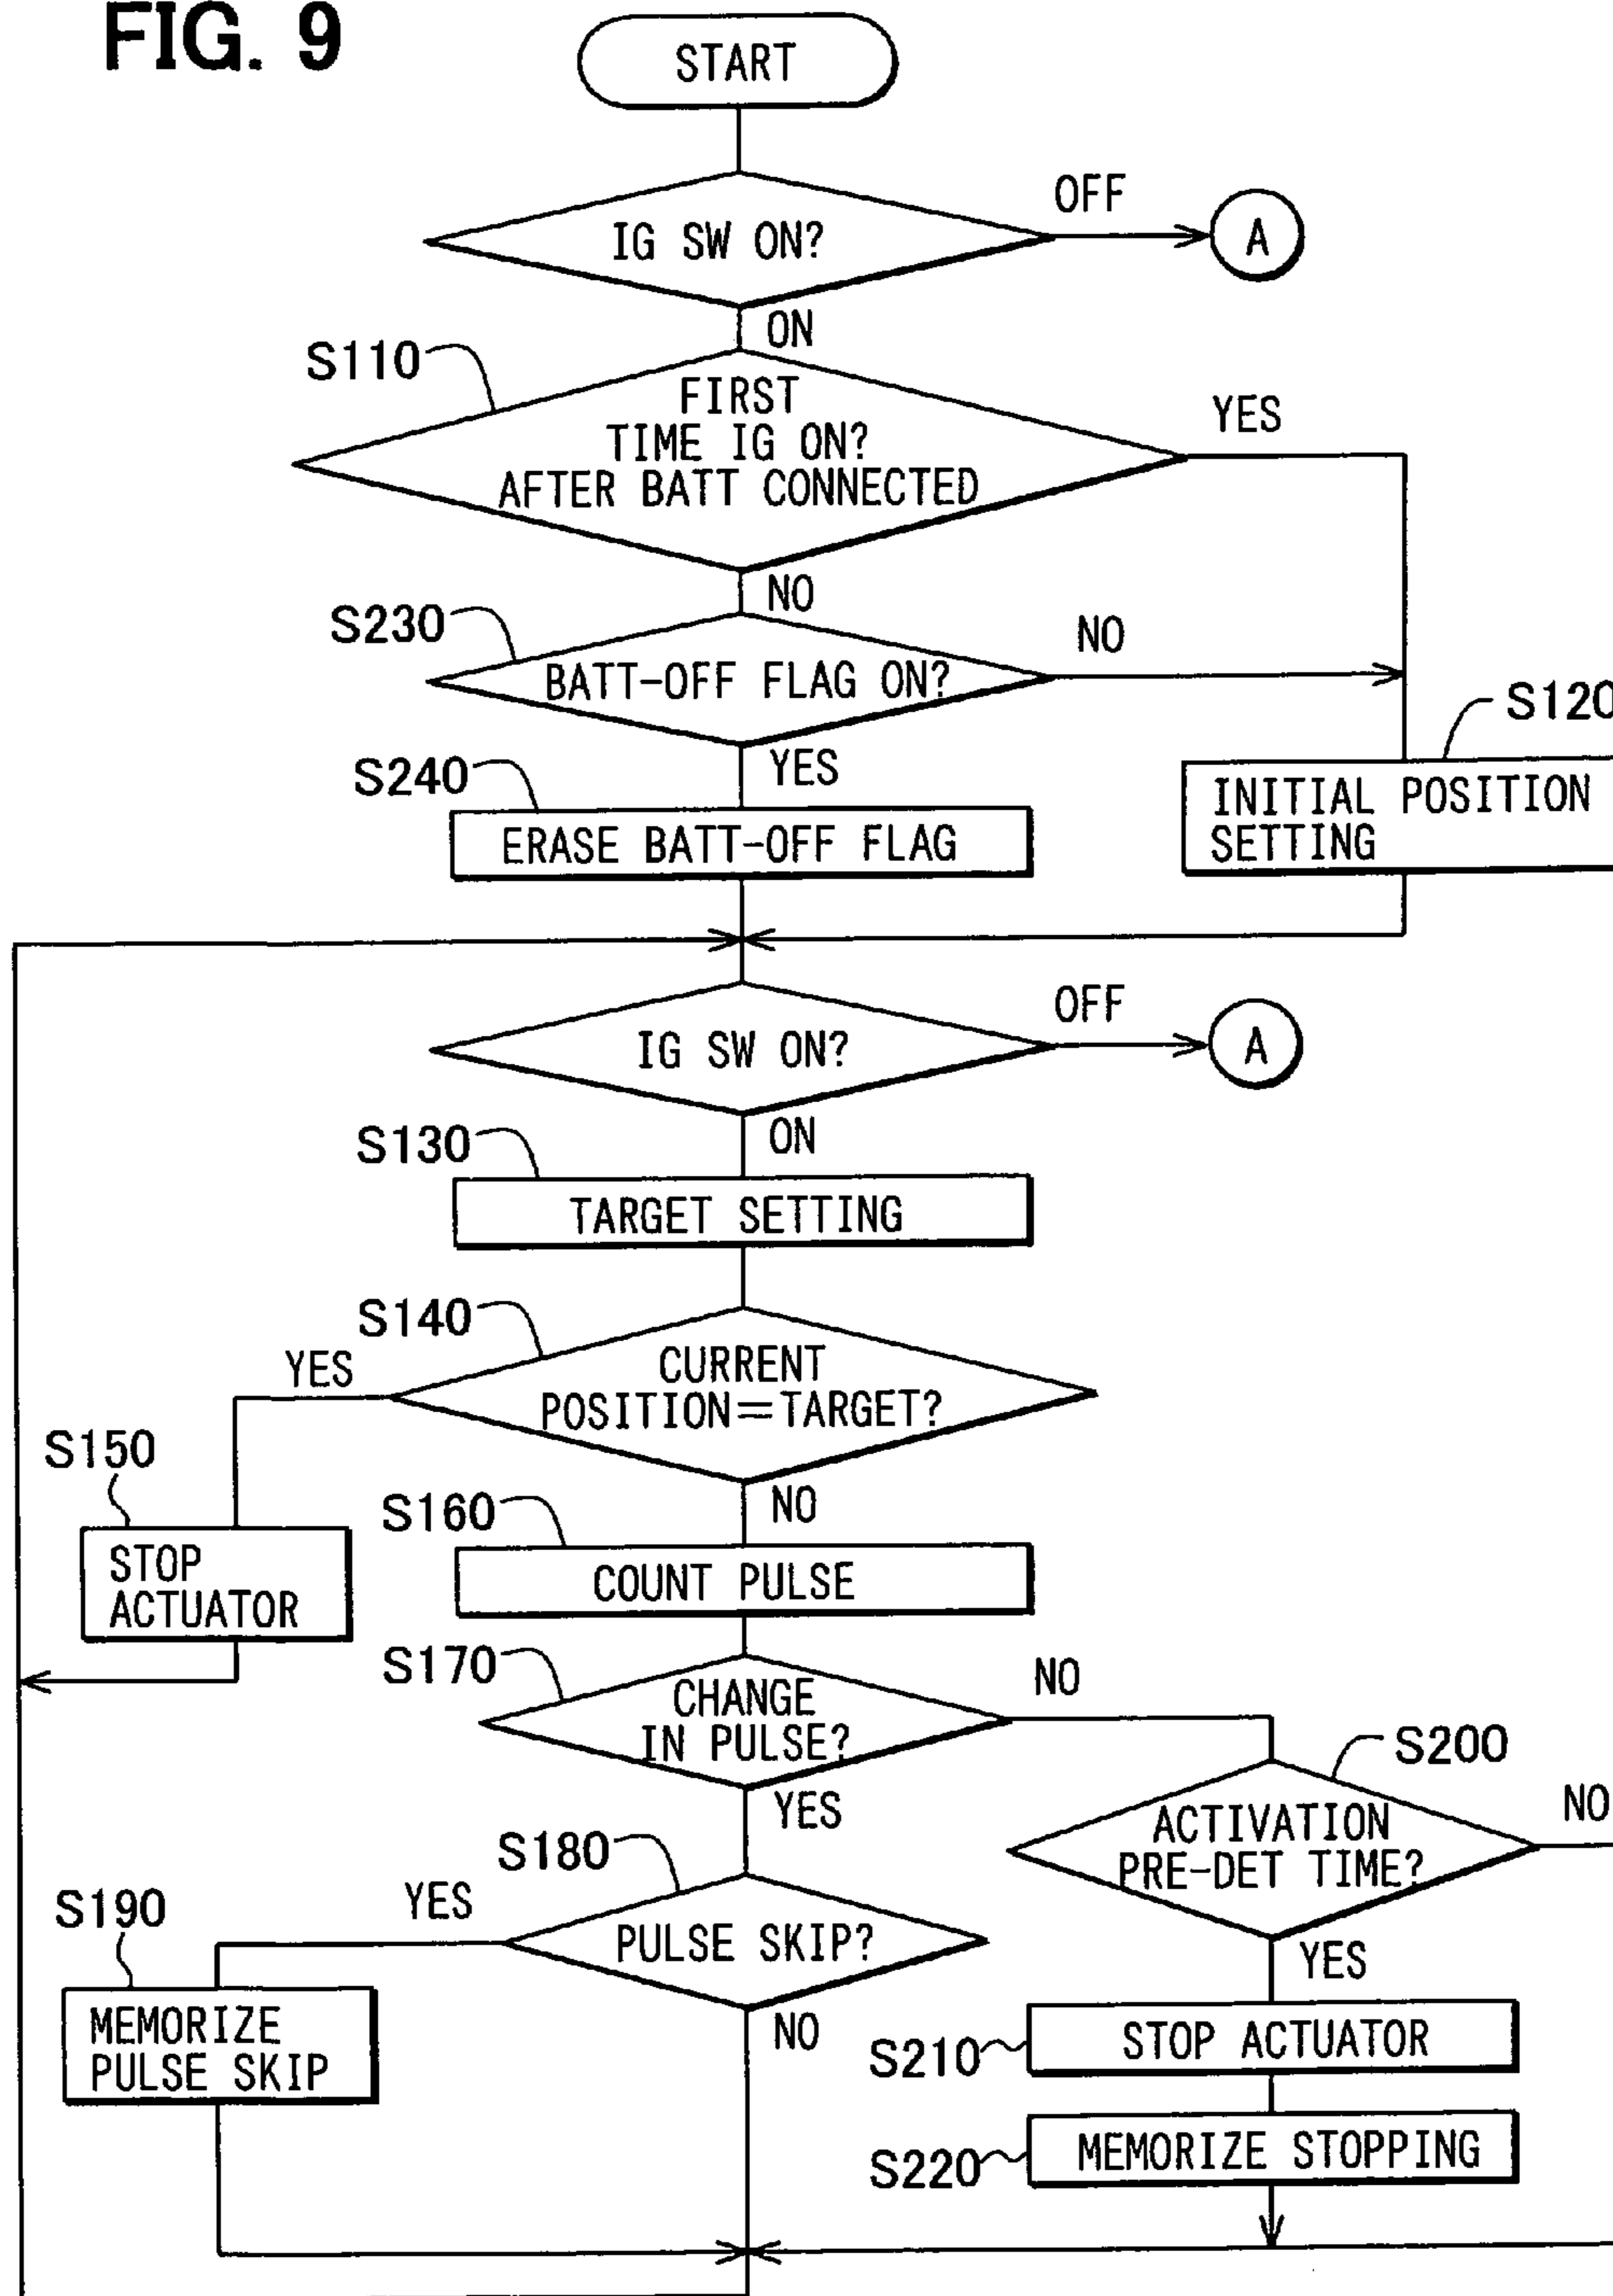 FIG. 9
START
IG SW ON?
OFF
A
ON
S110
FIRST
TIME IG ON?
AFTER BATT CONNECTED
YES
NO
S230
BATT-OFF FLAG ON?
NO
S120
YES
S240
ERASE BATT-OFF FLAG
INITIAL POSITION
SETTING
IG SW ON?
OFF
A
ON
S130
TARGET SETTING
S140
CURRENT
POSITION=TARGET?
YES
S150
STOP
ACTUATOR
NO
S160
COUNT PULSE
S170
CHANGE
IN PULSE?
NO
S200
ACTIVATION
PRE-DET TIME?
NO
YES
S180
PULSE SKIP?
YES
S190
MEMORIZE
PULSE SKIP
NO
YES
S210
STOP ACTUATOR
S220
MEMORIZE STOPPING